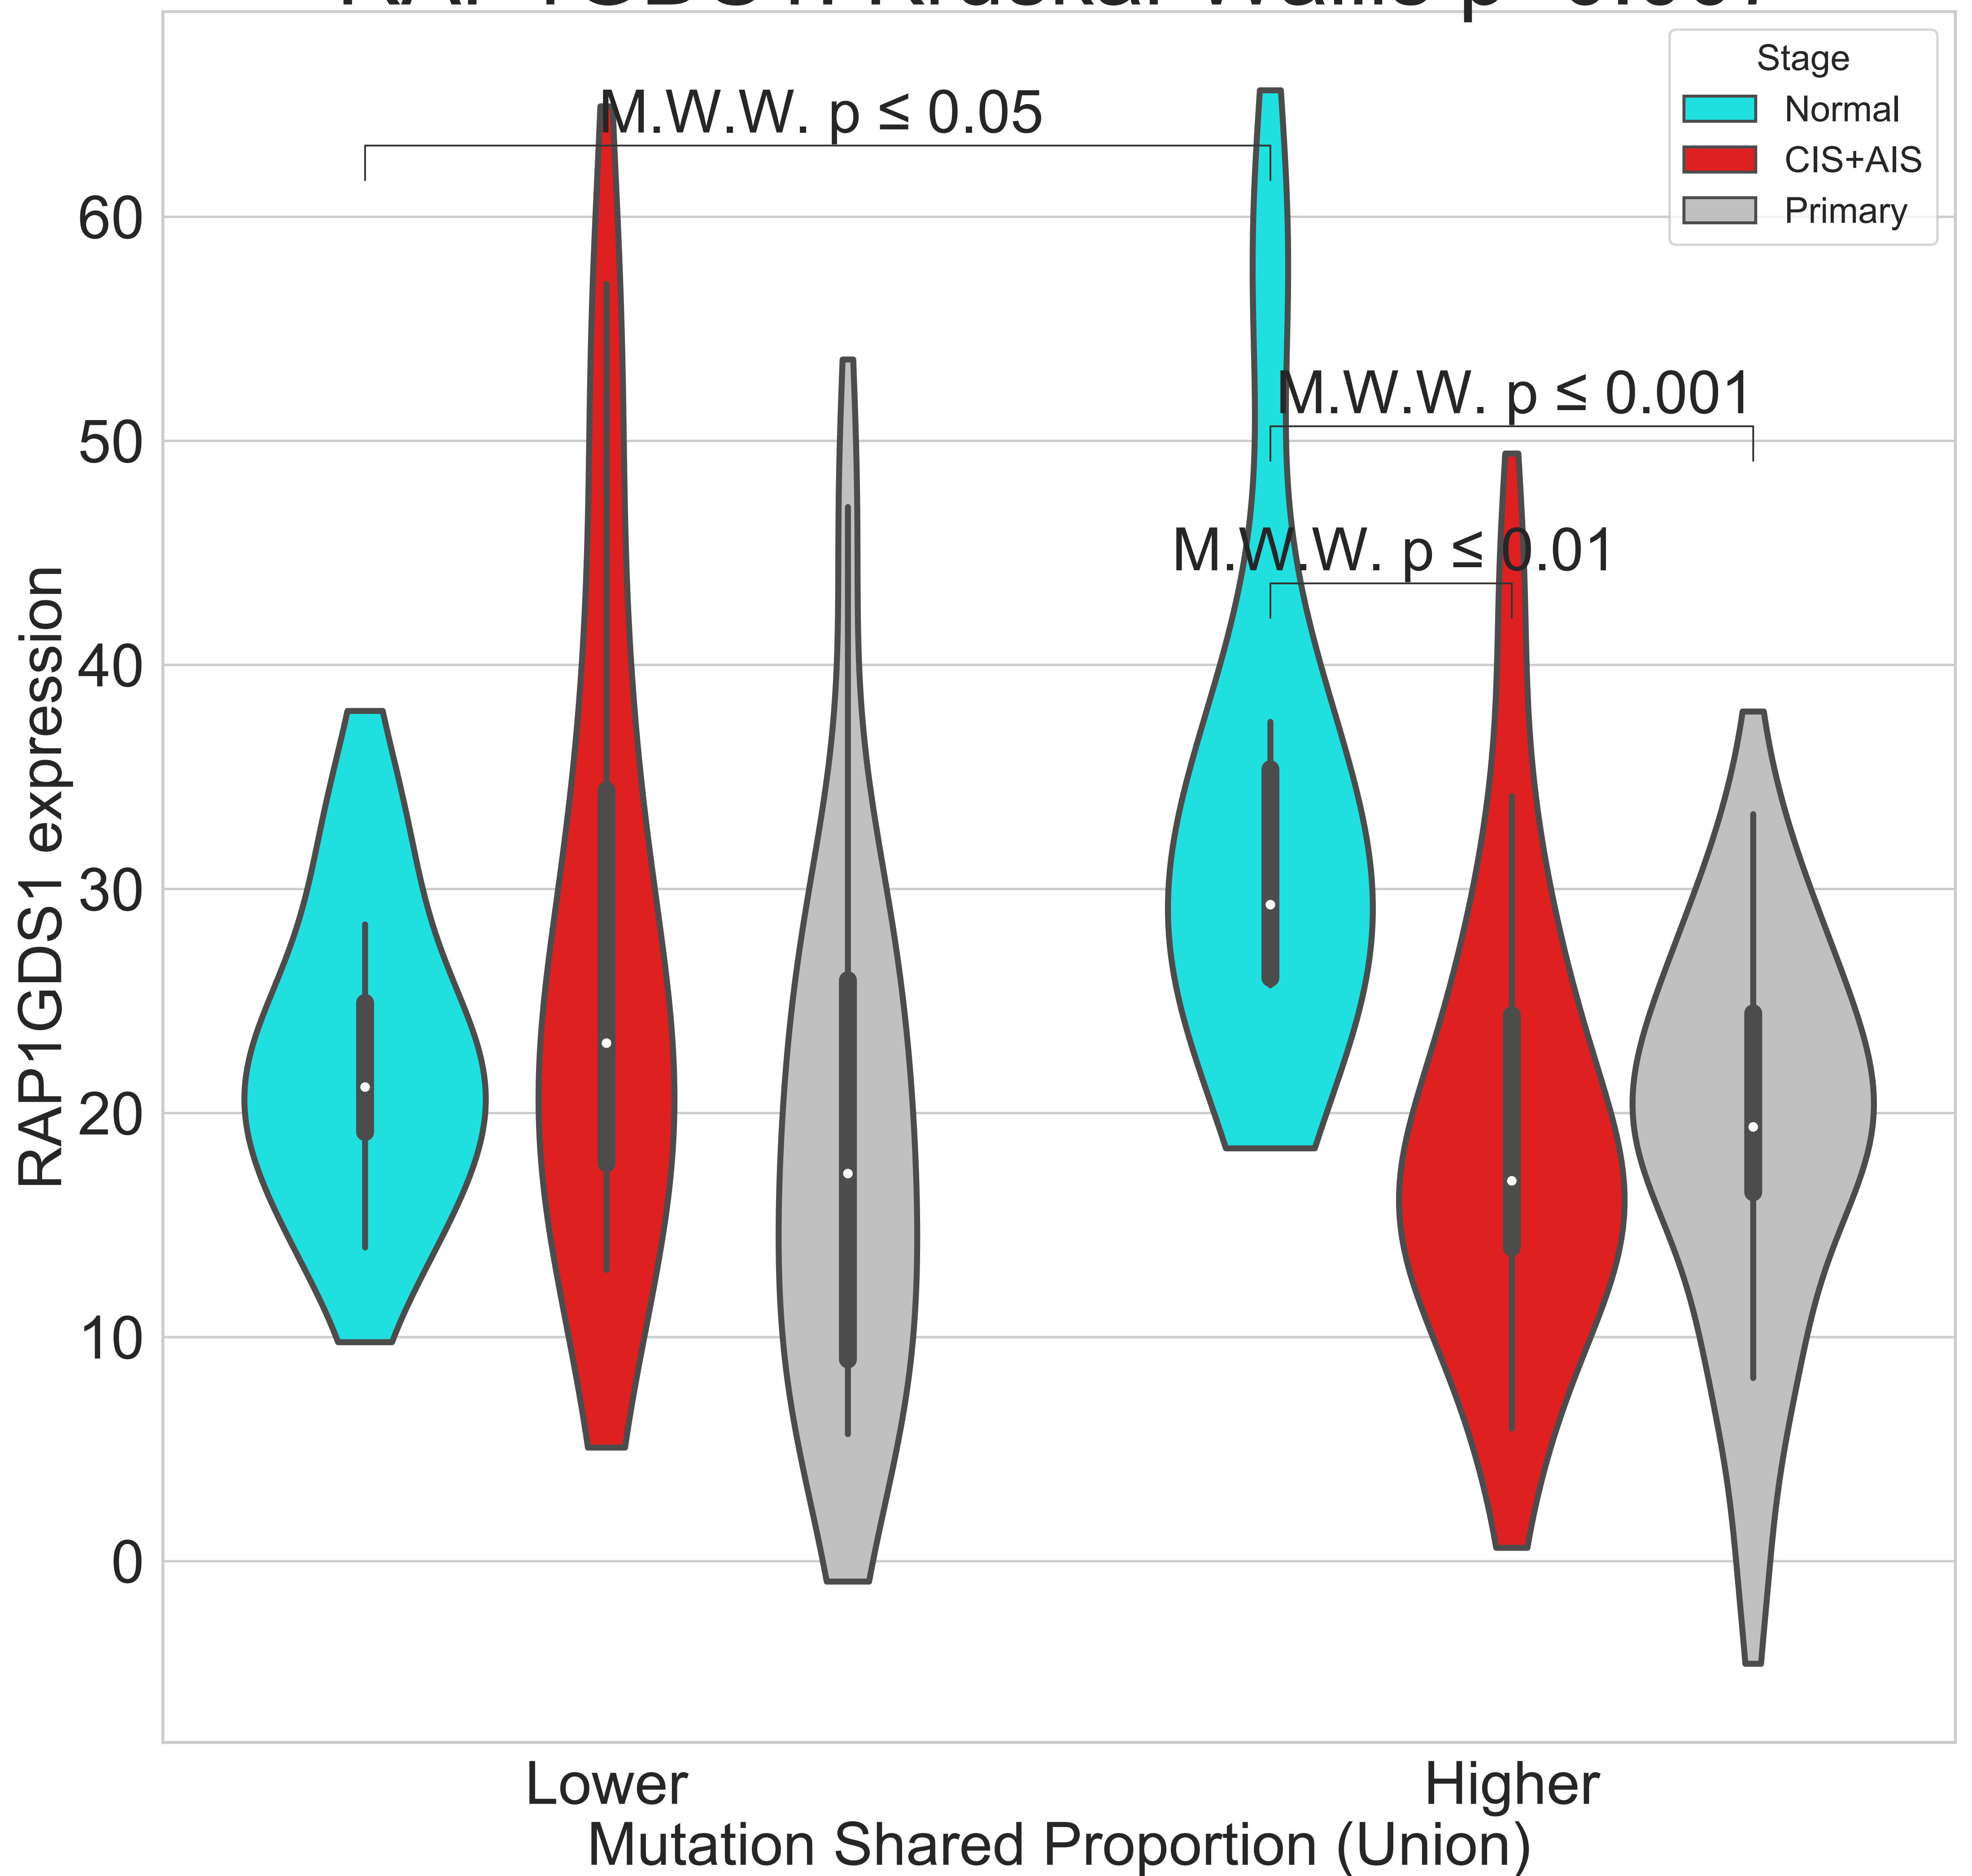 Stage
Normal
CIS+AIS
Primary
M.W.W. p ≤ 0.05
M.W.W. p ≤ 0.001
M.W.W. p ≤ 0.01
60
50
40
30
20
10
0
RAP1GDS1 expression
Lower
Higher
Mutation Shared Proportion (Union)